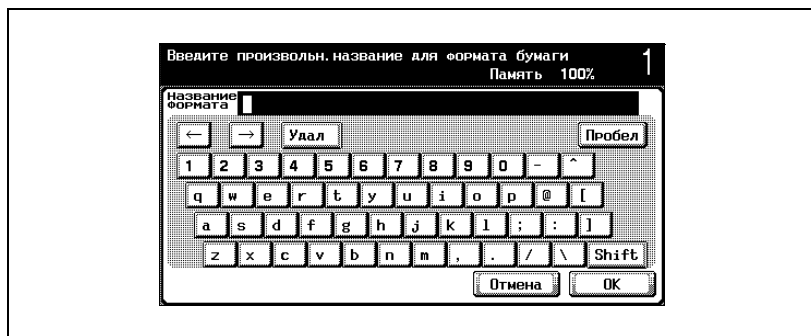 Введите произвольн.название для формата бумаги
Память 100% 1
Название
формата
← → Удал Пробел
1 2 3 4 5 6 7 8 9 0 - ^
q w e r t y u i o p @ [
a s d f g h j k l ; : ]
z x c v b n m , . / \ Shift
Отмена OK